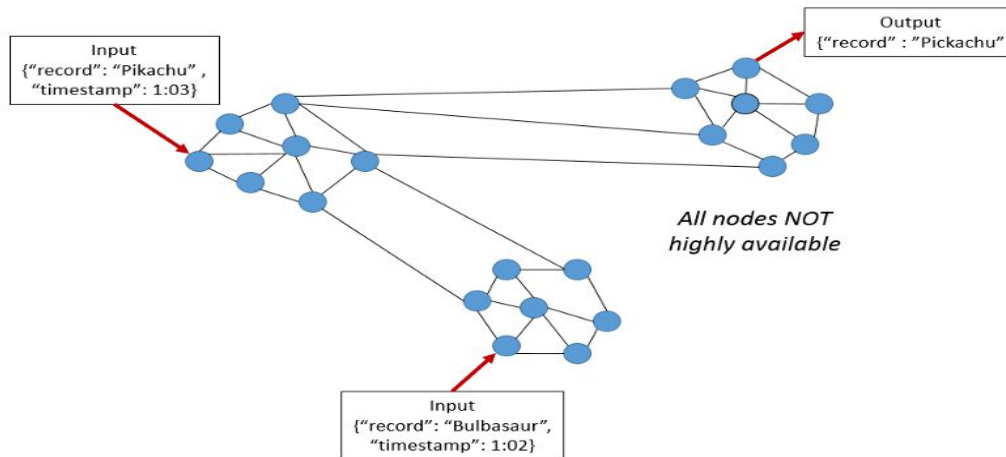 Input
{“record”: “Pikachu” ,
“timestamp”: 1:03}
Output
{“record” : ”Pickachu”
All nodes NOT
highly available
Input
{“record”: “Bulbasaur”,
“timestamp”: 1:02}